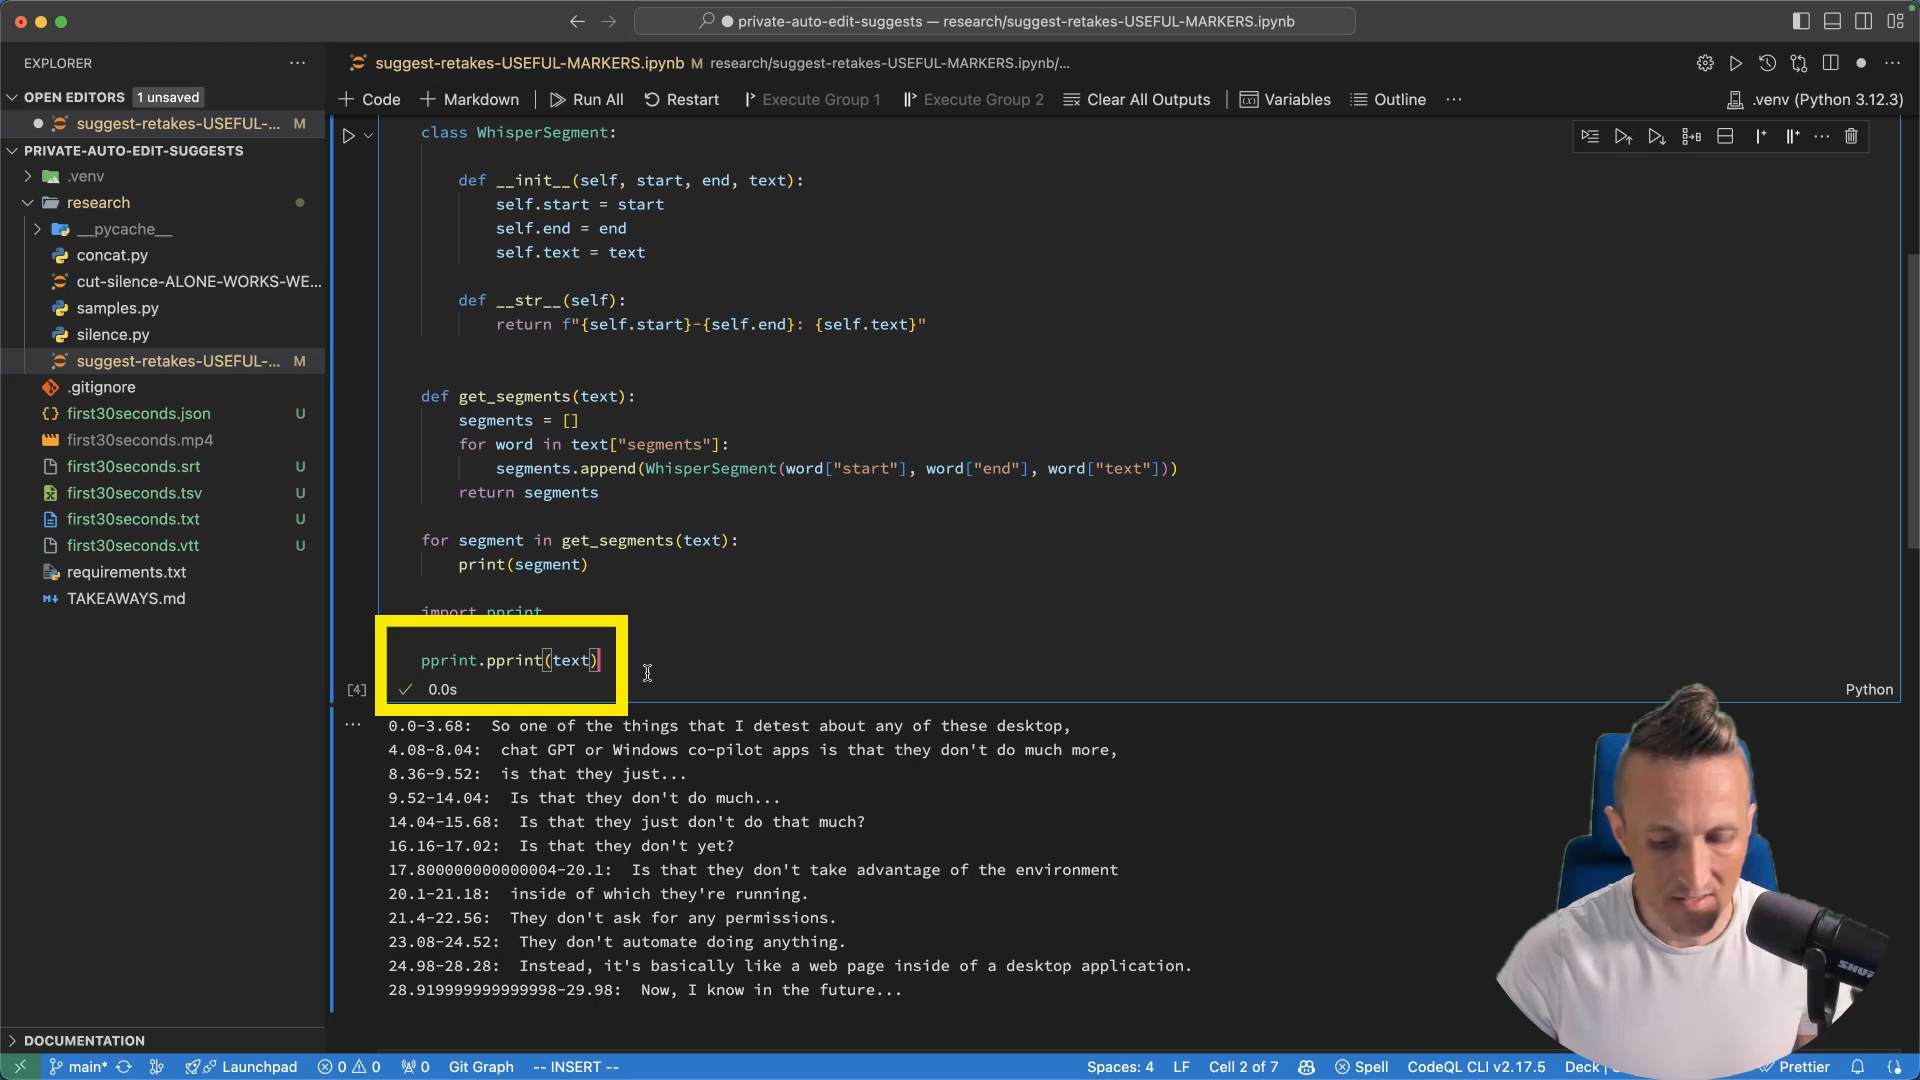 private-auto-edit-suggests — research/suggest-retakes-USEFUL-MARKERS.ipynb
EXPLORER
OPEN EDITORS 1 unsaved
suggest-retakes-USEFUL-... M
PRIVATE-AUTO-EDIT-SUGGESTS
.venv
research
__pycache__
concat.py
cut-silence-ALONE-WORKS-WE...
samples.py
silence.py
suggest-retakes-USEFUL-... M
.gitignore
first30seconds.json U
first30seconds.mp4
first30seconds.srt U
first30seconds.tsv U
first30seconds.txt U
first30seconds.vtt U
requirements.txt
TAKEAWAYS.md
DOCUMENTATION
suggest-retakes-USEFUL-MARKERS.ipynb M research/suggest-retakes-USEFUL-MARKERS.ipynb/...
+ Code + Markdown Run All Restart Execute Group 1 Execute Group 2 Clear All Outputs Variables Outline ... .venv (Python 3.12.3)
class WhisperSegment:
def __init__(self, start, end, text):
self.start = start
self.end = end
self.text = text
def __str__(self):
return f"{self.start}-{self.end}: {self.text}"
def get_segments(text):
segments = []
for word in text["segments"]:
segments.append(WhisperSegment(word["start"], word["end"], word["text"]))
return segments
for segment in get_segments(text):
print(segment)
import pprint
pprint.pprint(text)
[4] 0.0s Python
0.0-3.68: So one of the things that I detest about any of these desktop,
4.08-8.04: chat GPT or Windows co-pilot apps is that they don't do much more,
8.36-9.52: is that they just...
9.52-14.04: Is that they don't do much...
14.04-15.68: Is that they just don't do that much?
16.16-17.02: Is that they don't yet?
17.800000000000004-20.1: Is that they don't take advantage of the environment
20.1-21.18: inside of which they're running.
21.4-22.56: They don't ask for any permissions.
23.08-24.52: They don't automate doing anything.
24.98-28.28: Instead, it's basically like a web page inside of a desktop application.
28.919999999999998-29.98: Now, I know in the future...
main* Launchpad 0 0 0 Git Graph -- INSERT -- Spaces: 4 LF Cell 2 of 7 Spell CodeQL CLI v2.17.5 Deck Prettier
SHURE